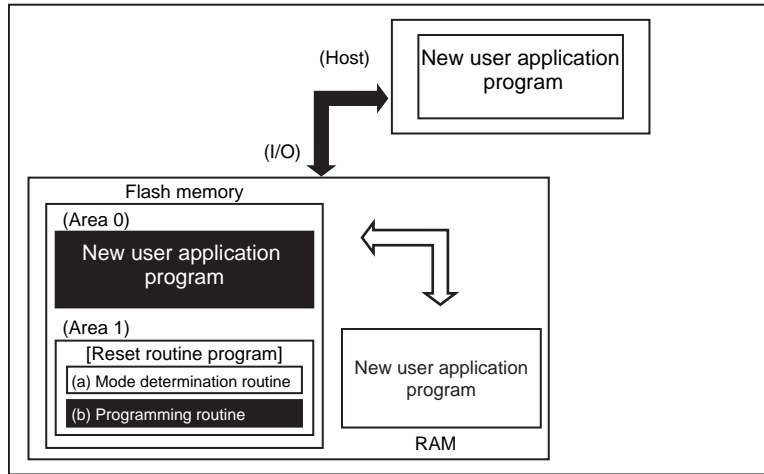 (Host)
New user application
program
(I/O)
Flash memory
(Area 0)
New user application
program
(Area 1)
[Reset routine program]
(a) Mode determination routine
(b) Programming routine
New user application
program
RAM